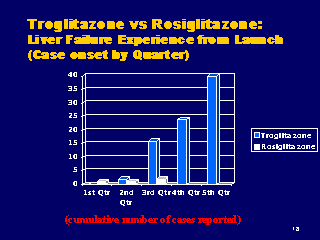 Troglitazone vs Rosiglitazone:
Liver Failure Experience from Launch
(Case onset by Quarter)
40
35
30
25
20
15
10
5
0
1st Qtr 2nd Qtr 3rd Qtr 4th Qtr 5th Qtr
Troglitazone
Rosiglitazone
(cumulative number of cases reported)
18